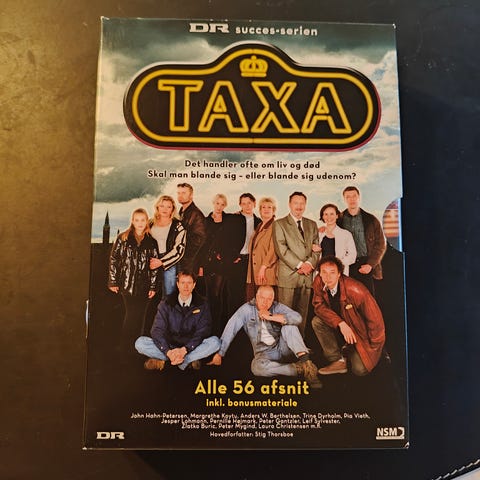 DR succes-serien
TAXA
Det handler ofte om liv og død
Skal man blande sig - eller blande sig udenom?
Alle 56 afsnit
inkl. bonusmateriale
John Hahn-Petersen, Margrethe Koytu, Anders W. Berthelsen, Trine Dyrholm, Pia Vieth,
Jesper Lohmann, Pernille Højmark, Peter Gantzler, Leif Sylvester,
Zlatko Buric, Peter Mygind, Laura Christensen m.fl.
Hovedforfatter: Stig Thorsboe
DR
NSM